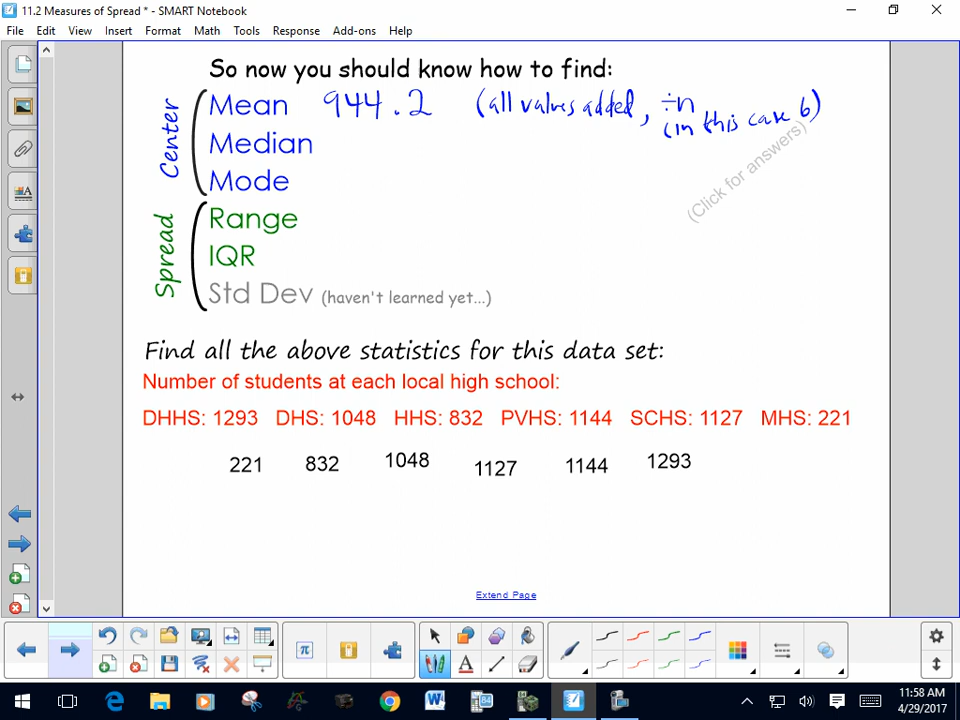 11.2 Measures of Spread * - SMART Notebook
File Edit View Insert Format Math Tools Response Add-ons Help
So now you should know how to find:
Center
Mean 944.2 (all values added, ÷n
(in this case 6)
Median
Mode
(Click for answers)
Spread
Range
IQR
Std Dev (haven't learned yet...)
Find all the above statistics for this data set:
Number of students at each local high school:
DHHS: 1293 DHS: 1048 HHS: 832 PVHS: 1144 SCHS: 1127 MHS: 221
221 832 1048 1127 1144 1293
Extend Page
11:58 AM
4/29/2017